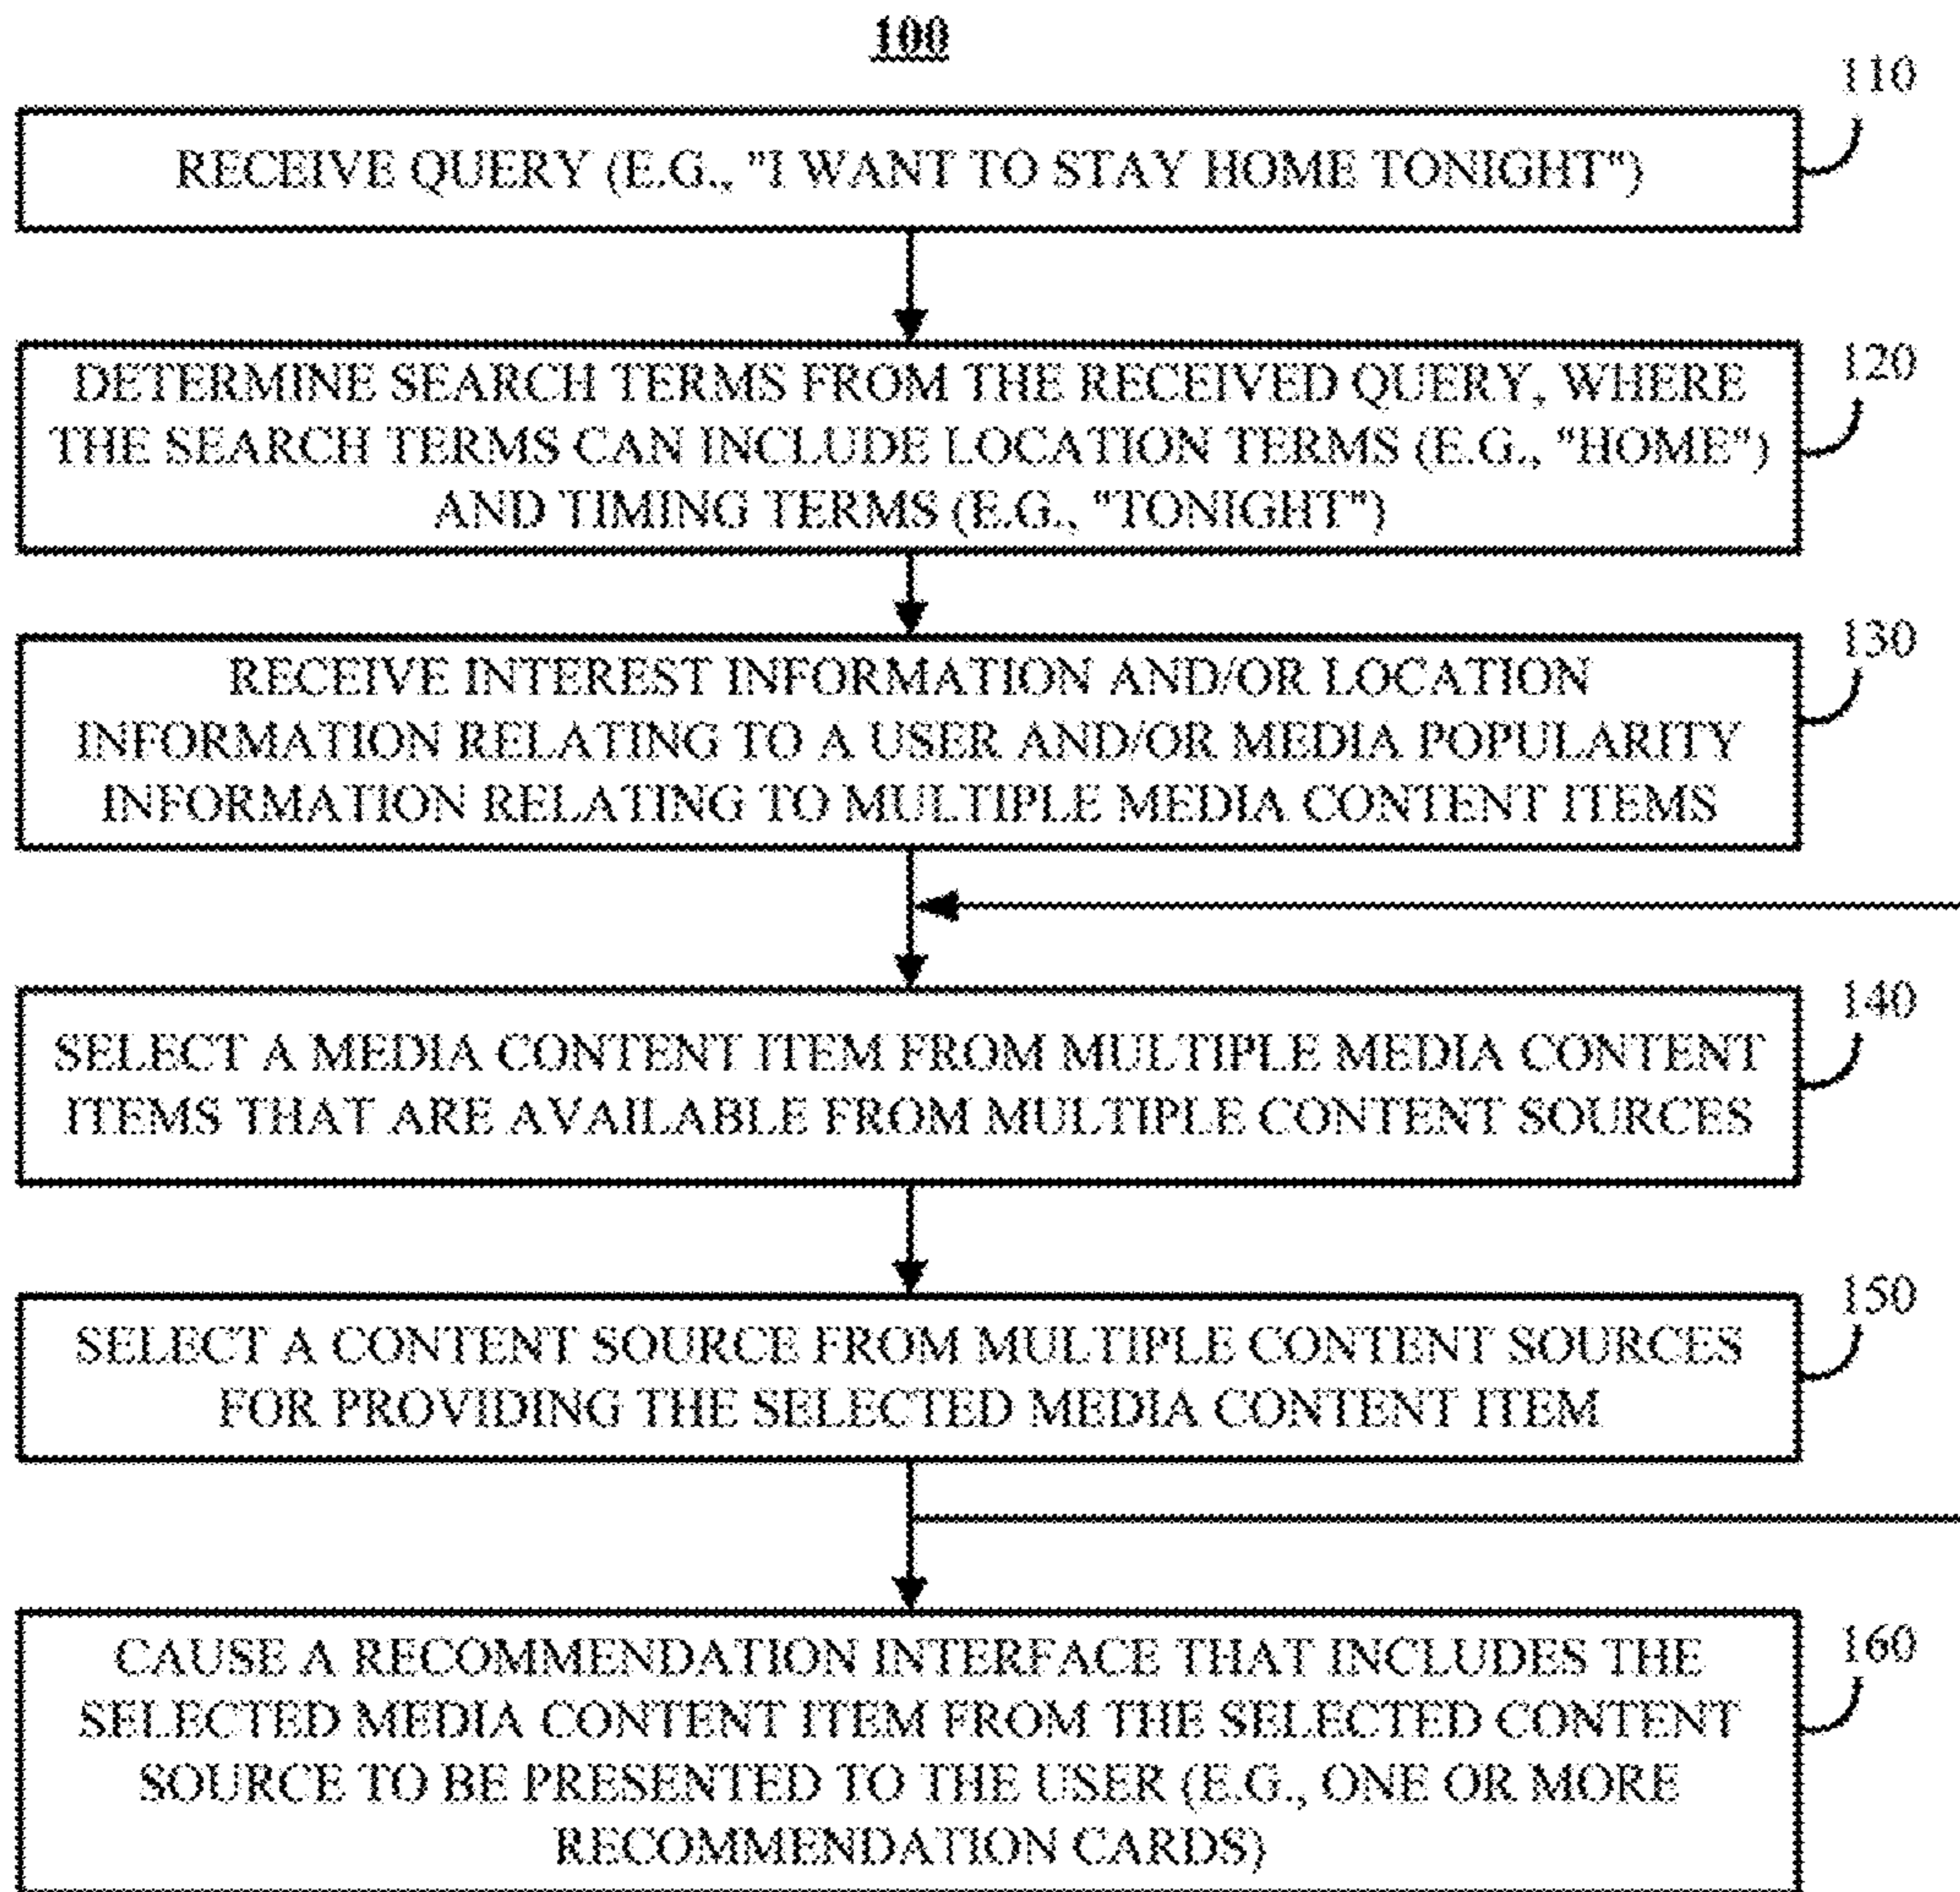 100
110
RECEIVE QUERY (E.G., "I WANT TO STAY HOME TONIGHT")
120
DETERMINE SEARCH TERMS FROM THE RECEIVED QUERY, WHERE
THE SEARCH TERMS CAN INCLUDE LOCATION TERMS (E.G., "HOME")
AND TIMING TERMS (E.G., "TONIGHT")
130
RECEIVE INTEREST INFORMATION AND/OR LOCATION
INFORMATION RELATING TO A USER AND/OR MEDIA POPULARITY
INFORMATION RELATING TO MULTIPLE MEDIA CONTENT ITEMS
140
SELECT A MEDIA CONTENT ITEM FROM MULTIPLE MEDIA CONTENT
ITEMS THAT ARE AVAILABLE FROM MULTIPLE CONTENT SOURCES
150
SELECT A CONTENT SOURCE FROM MULTIPLE CONTENT SOURCES
FOR PROVIDING THE SELECTED MEDIA CONTENT ITEM
160
CAUSE A RECOMMENDATION INTERFACE THAT INCLUDES THE
SELECTED MEDIA CONTENT ITEM FROM THE SELECTED CONTENT
SOURCE TO BE PRESENTED TO THE USER (E.G., ONE OR MORE
RECOMMENDATION CARDS)